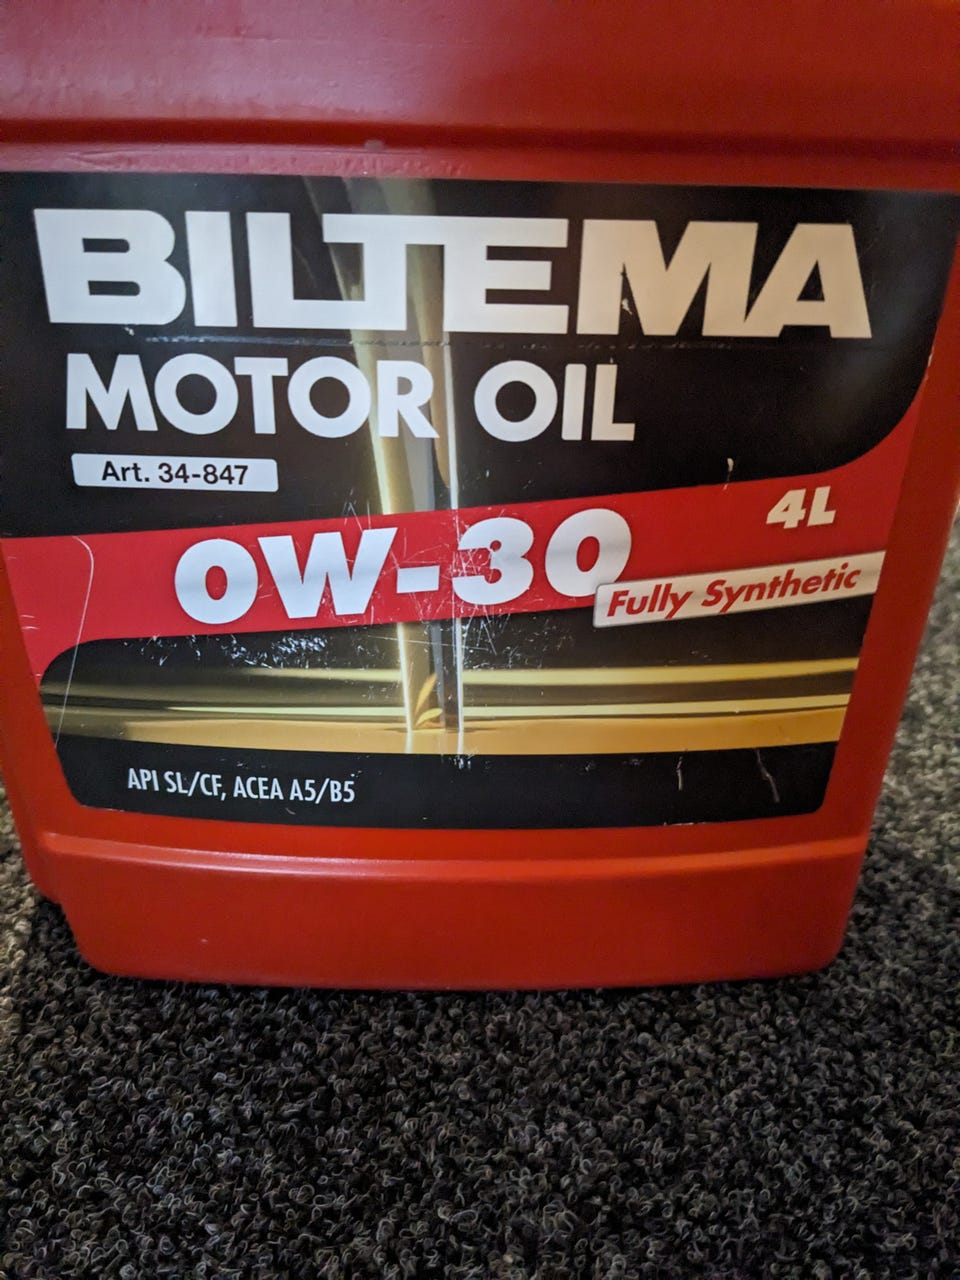 BILTEMA
MOTOR OIL
Art. 34-847
4L
0W-30
Fully Synthetic
API SL/CF, ACEA A5/B5